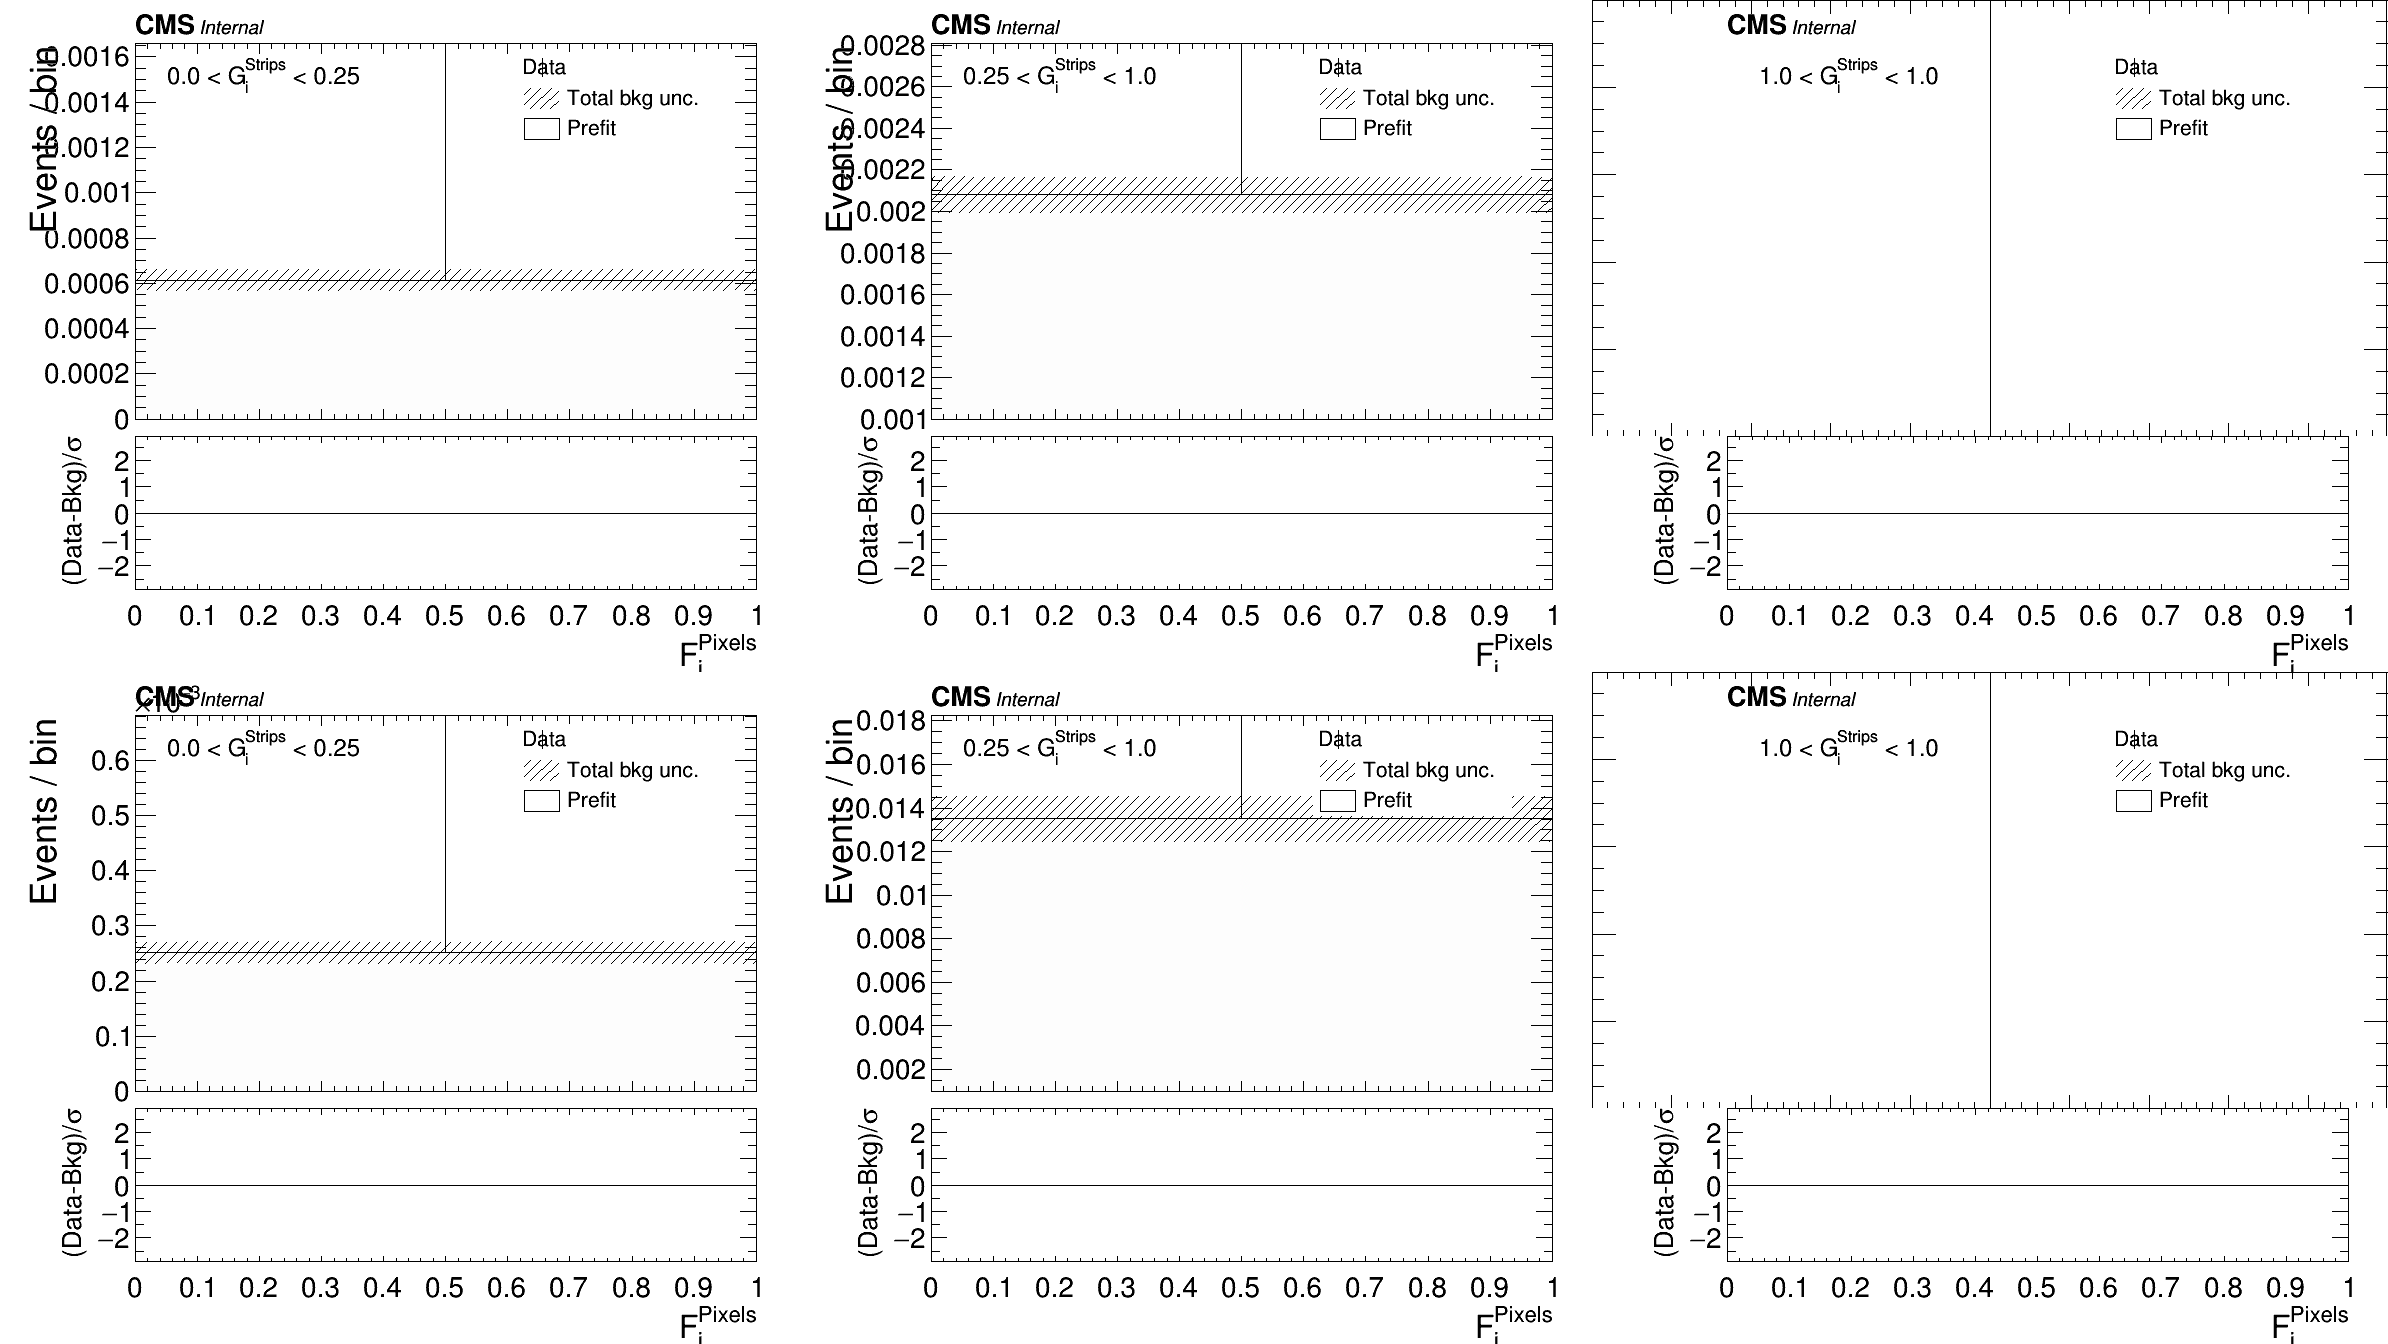 CMS Internal
Events / bin
0.0 < G_i^Strips < 0.25
Data
Total bkg unc.
Prefit
0.0016
0.0014
0.0012
0.001
0.0008
0.0006
0.0004
0.0002
0
(Data-Bkg)/σ
2
1
0
−1
−2
0 0.1 0.2 0.3 0.4 0.5 0.6 0.7 0.8 0.9 1
F_i^Pixels
CMS Internal
Events / bin
0.25 < G_i^Strips < 1.0
Data
Total bkg unc.
Prefit
0.0028
0.0026
0.0024
0.0022
0.002
0.0018
0.0016
0.0014
0.0012
0.001
(Data-Bkg)/σ
2
1
0
−1
−2
0 0.1 0.2 0.3 0.4 0.5 0.6 0.7 0.8 0.9 1
F_i^Pixels
CMS Internal
1.0 < G_i^Strips < 1.0
Data
Total bkg unc.
Prefit
(Data-Bkg)/σ
2
1
0
−1
−2
0 0.1 0.2 0.3 0.4 0.5 0.6 0.7 0.8 0.9 1
F_i^Pixels
CMS Internal
×10^−3
Events / bin
0.0 < G_i^Strips < 0.25
Data
Total bkg unc.
Prefit
0.6
0.5
0.4
0.3
0.2
0.1
0
(Data-Bkg)/σ
2
1
0
−1
−2
0 0.1 0.2 0.3 0.4 0.5 0.6 0.7 0.8 0.9 1
F_i^Pixels
CMS Internal
Events / bin
0.25 < G_i^Strips < 1.0
Data
Total bkg unc.
Prefit
0.018
0.016
0.014
0.012
0.01
0.008
0.006
0.004
0.002
(Data-Bkg)/σ
2
1
0
−1
−2
0 0.1 0.2 0.3 0.4 0.5 0.6 0.7 0.8 0.9 1
F_i^Pixels
CMS Internal
1.0 < G_i^Strips < 1.0
Data
Total bkg unc.
Prefit
(Data-Bkg)/σ
2
1
0
−1
−2
0 0.1 0.2 0.3 0.4 0.5 0.6 0.7 0.8 0.9 1
F_i^Pixels